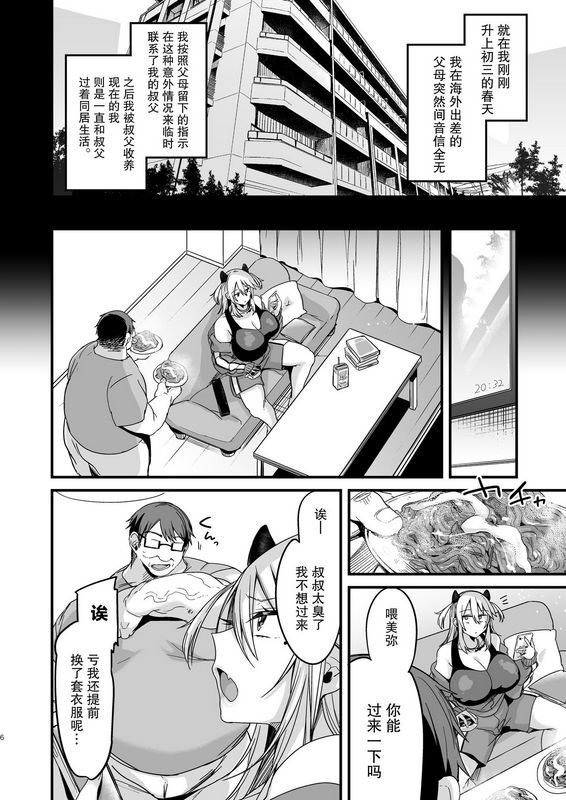 就在我刚刚
升上初三的春天
我在海外出差的
父母突然间音信全无
我按照父母留下的指示
在这种意外情况来临时
联系了我的叔父
之后我被叔父收养
现在的我
则是一直和叔父
过着同居生活。
20:32
カチャ
喂美弥
你能
过来一下吗
诶—
叔叔太臭了
我不想过来
诶
亏我还提前
换了套衣服呢…
6